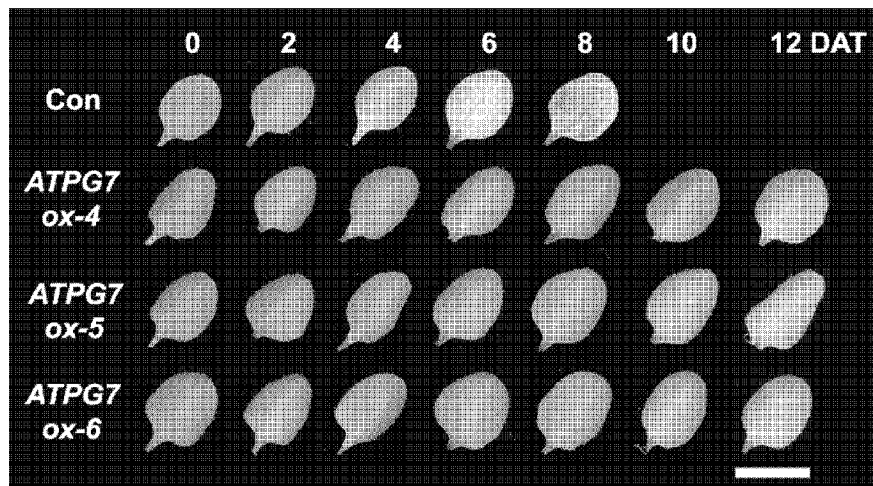 0 2 4 6 8 10 12 DAT
Con
ATPG7
ox-4
ATPG7
ox-5
ATPG7
ox-6